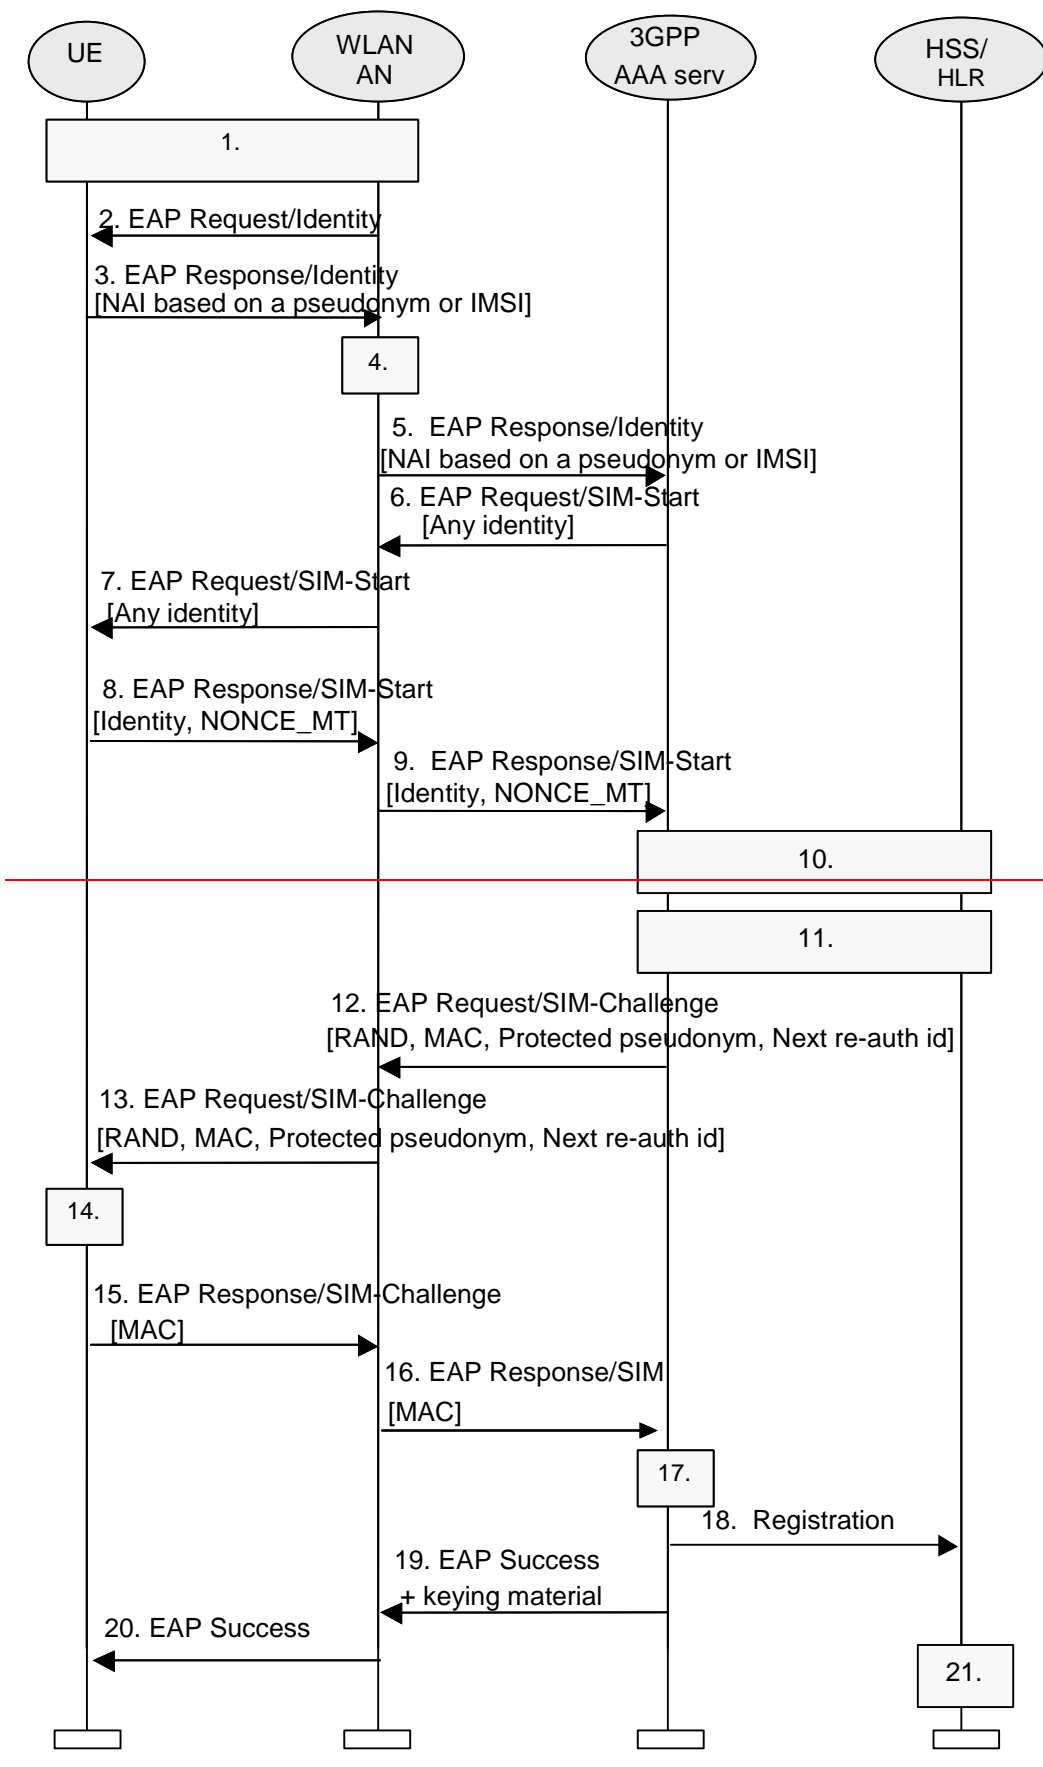 UE
WLAN
AN
3GPP
AAA serv
HSS/
HLR
1.
2. EAP Request/Identity
3. EAP Response/Identity
[NAI based on a pseudonym or IMSI]
4.
5. EAP Response/Identity
[NAI based on a pseudonym or IMSI]
6. EAP Request/SIM-Start
[Any identity]
7. EAP Request/SIM-Start
[Any identity]
8. EAP Response/SIM-Start
[Identity, NONCE_MT]
9. EAP Response/SIM-Start
[Identity, NONCE_MT]
10.
11.
12. EAP Request/SIM-Challenge
[RAND, MAC, Protected pseudonym, Next re-auth id]
13. EAP Request/SIM-Challenge
[RAND, MAC, Protected pseudonym, Next re-auth id]
14.
15. EAP Response/SIM-Challenge
[MAC]
16. EAP Response/SIM
[MAC]
17.
18. Registration
19. EAP Success
+ keying material
20. EAP Success
21.